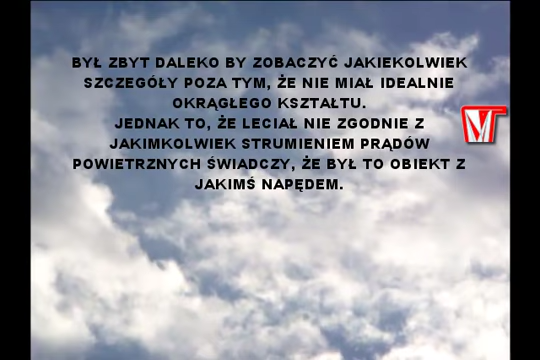 BYŁ ZBYT DALEKO BY ZOBACZYĆ JAKIEKOLWIEK
SZCZEGÓŁY POZA TYM, ŻE NIE MIAŁ IDEALNIE
OKRĄGŁEGO KSZTAŁTU.
JEDNAK TO, ŻE LECIAŁ NIE ZGODNIE Z
JAKIMKOLWIEK STRUMIENIEM PRĄDÓW
POWIETRZNYCH ŚWIADCZY, ŻE BYŁ TO OBIEKT Z
JAKIMŚ NAPĘDEM.